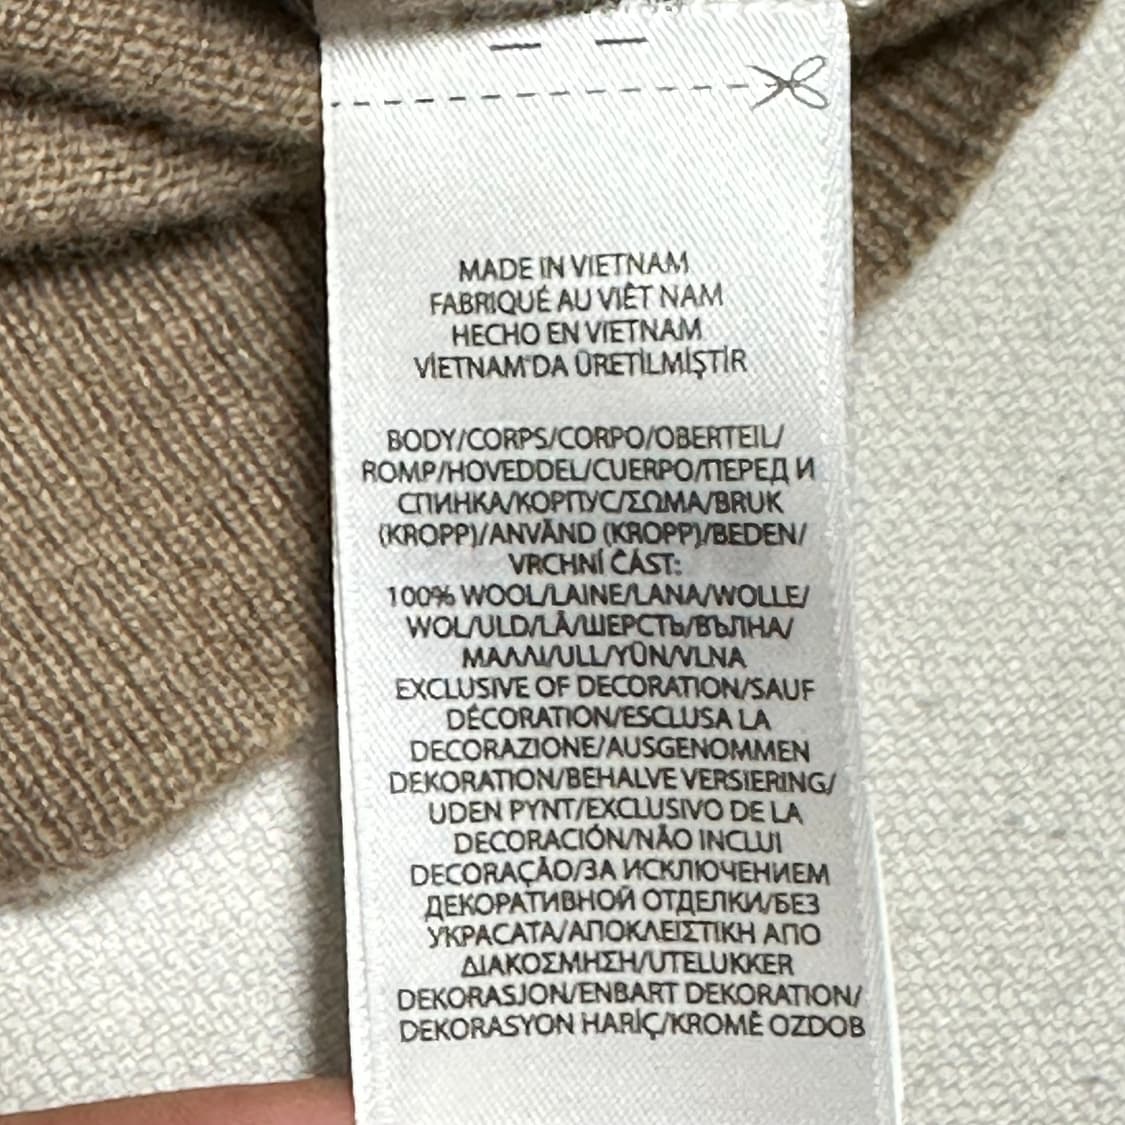 MADE IN VIETNAM
FABRIQUÉ AU VIÊT NAM
HECHO EN VIETNAM
VİETNAM'DA ÜRETİLMİŞTİR
BODY/CORPS/CORPO/OBERTEIL/
ROMP/HOVEDDEL/CUERPO/ПЕРЕД И
СПИНКА/КОРПУС/ΣΩΜΑ/BRUK
(KROPP)/ANVÄND (KROPP)/BEDEN/
VRCHNÍ ČÁST:
100% WOOL/LAINE/LANA/WOLLE/
WOL/ULD/LÃ/ШЕРСТЬ/ВЪЛНА/
ΜΑΛΛΙ/ULL/YÜN/VLNA
EXCLUSIVE OF DECORATION/SAUF
DÉCORATION/ESCLUSA LA
DECORAZIONE/AUSGENOMMEN
DEKORATION/BEHALVE VERSIERING/
UDEN PYNT/EXCLUSIVO DE LA
DECORACIÓN/NÃO INCLUI
DECORAÇÃO/ЗА ИСКЛЮЧЕНИЕМ
ДЕКОРАТИВНОЙ ОТДЕЛКИ/БЕЗ
УКРАСАТА/ΑΠΟΚΛΕΙΣΤΙΚΗ ΑΠΟ
ΔΙΑΚΟΣΜΗΣΗ/UTELUKKER
DEKORASJON/ENBART DEKORATION/
DEKORASYON HARİÇ/KROMĚ OZDOB